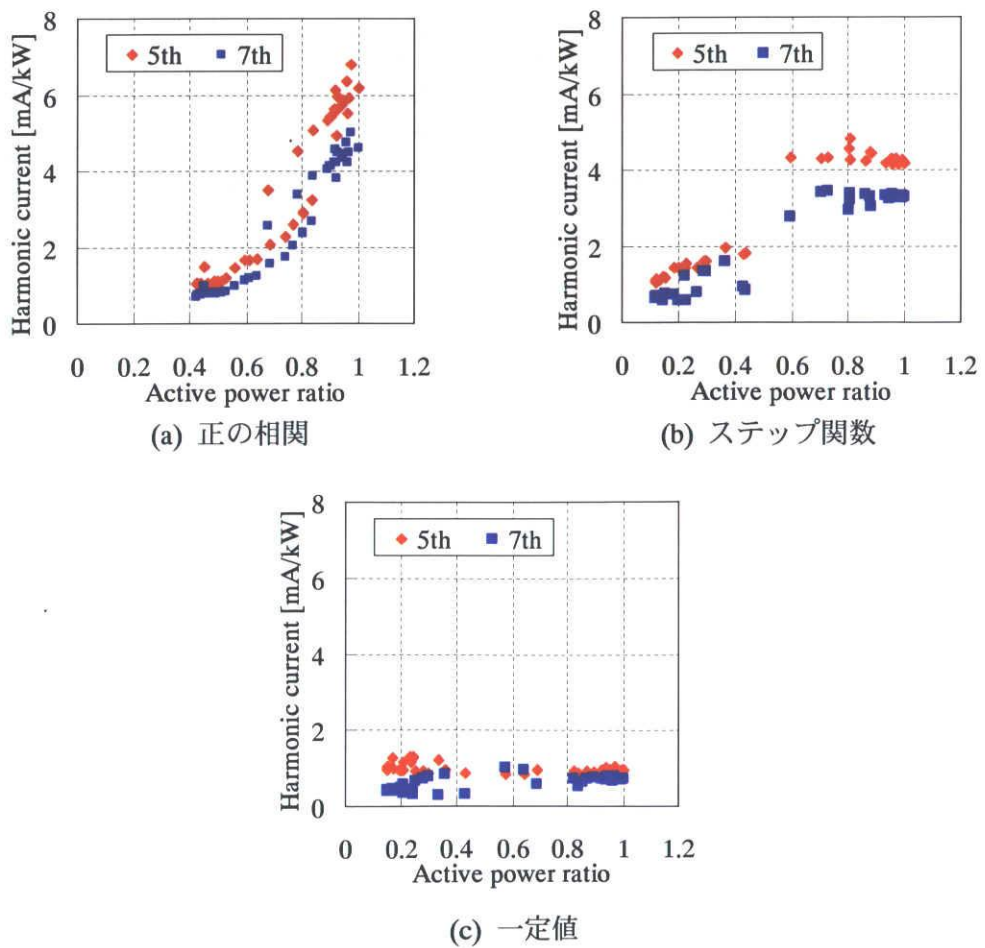 Harmonic current [mA/kW]
8
6
4
2
0
5th 7th
0 0.2 0.4 0.6 0.8 1 1.2
Active power ratio
(a) 正の相関
Harmonic current [mA/kW]
8
6
4
2
0
5th 7th
0 0.2 0.4 0.6 0.8 1 1.2
Active power ratio
(b) ステップ関数
Harmonic current [mA/kW]
8
6
4
2
0
5th 7th
0 0.2 0.4 0.6 0.8 1 1.2
Active power ratio
(c) 一定値